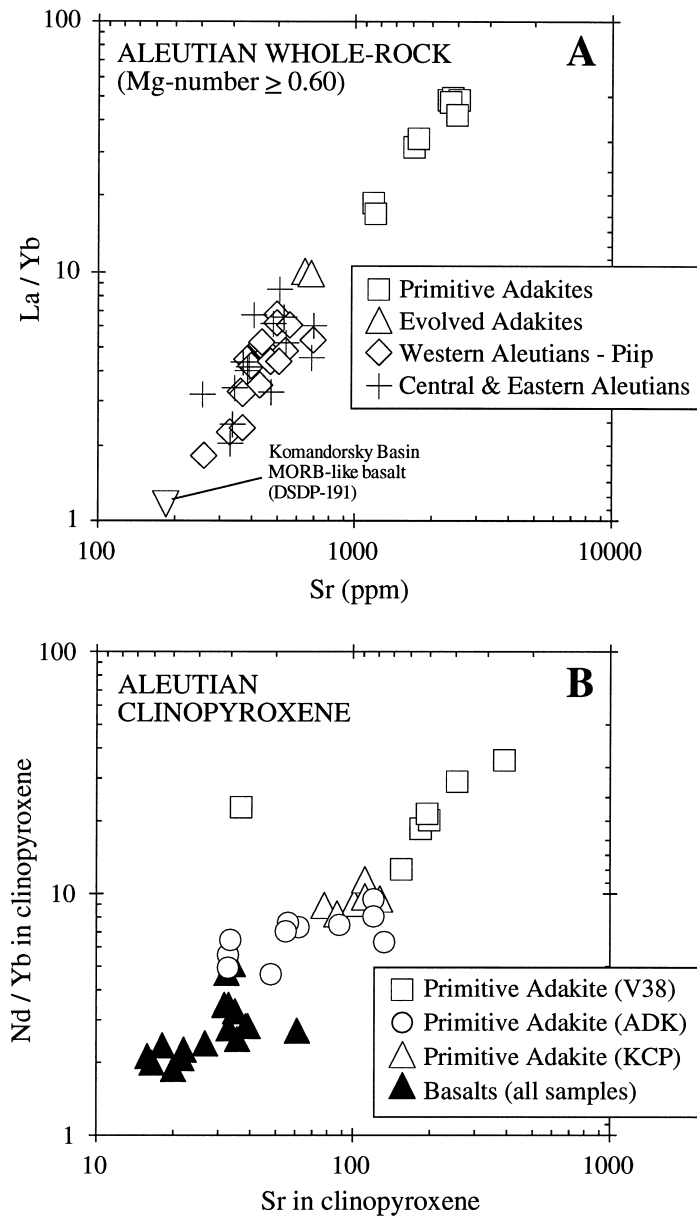 100
ALEUTIAN WHOLE-ROCK
(Mg-number ≥ 0.60)
A
La / Yb
10
Primitive Adakites
Evolved Adakites
Western Aleutians - Piip
Central & Eastern Aleutians
Komandorsky Basin
MORB-like basalt
(DSDP-191)
1
100
1000
10000
Sr (ppm)
100
ALEUTIAN
CLINOPYROXENE
B
Nd / Yb in clinopyroxene
10
Primitive Adakite (V38)
Primitive Adakite (ADK)
Primitive Adakite (KCP)
Basalts (all samples)
1
10
100
1000
Sr in clinopyroxene